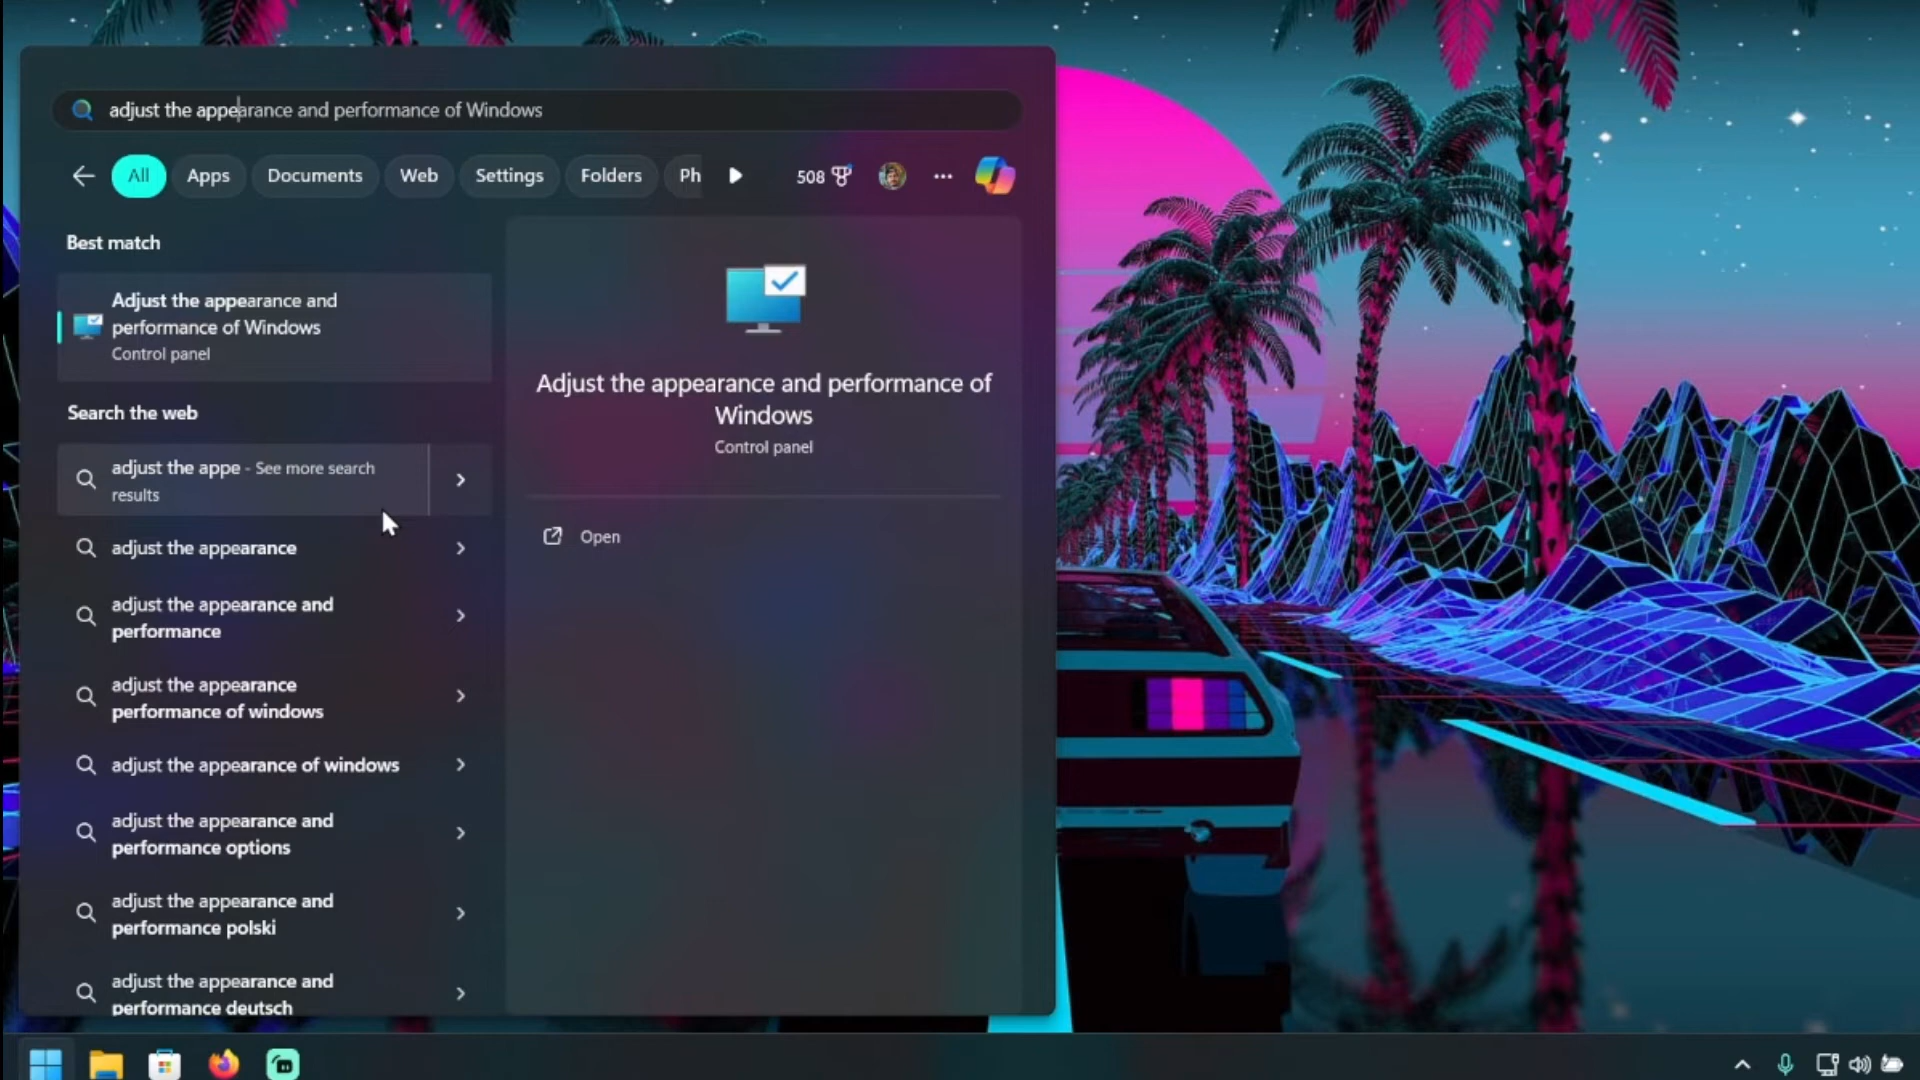 adjust the appearance and performance of Windows
All Apps Documents Web Settings Folders Ph 508
Best match
Adjust the appearance and
performance of Windows
Control panel
Search the web
adjust the appe - See more search
results
adjust the appearance
adjust the appearance and
performance
adjust the appearance
performance of windows
adjust the appearance of windows
adjust the appearance and
performance options
adjust the appearance and
performance polski
adjust the appearance and
performance deutsch
Adjust the appearance and performance of
Windows
Control panel
Open